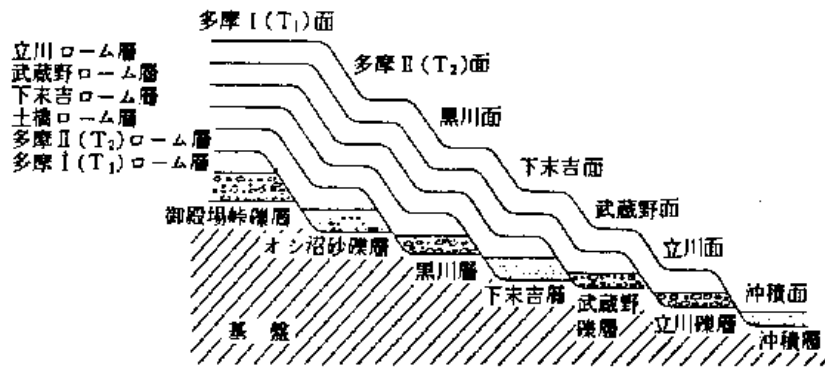 多摩Ⅰ(T₁)面
多摩Ⅱ(T₂)面
黒川面
下末吉面
武蔵野面
立川面
沖積面
立川ローム層
武蔵野ローム層
下末吉ローム層
土橋ローム層
多摩Ⅱ(T₂)ローム層
多摩Ⅰ(T₁)ローム層
御殿場峠礫層
オシ沼砂礫層
黒川層
下末吉層
武蔵野
礫層
立川礫層
沖積層
基盤